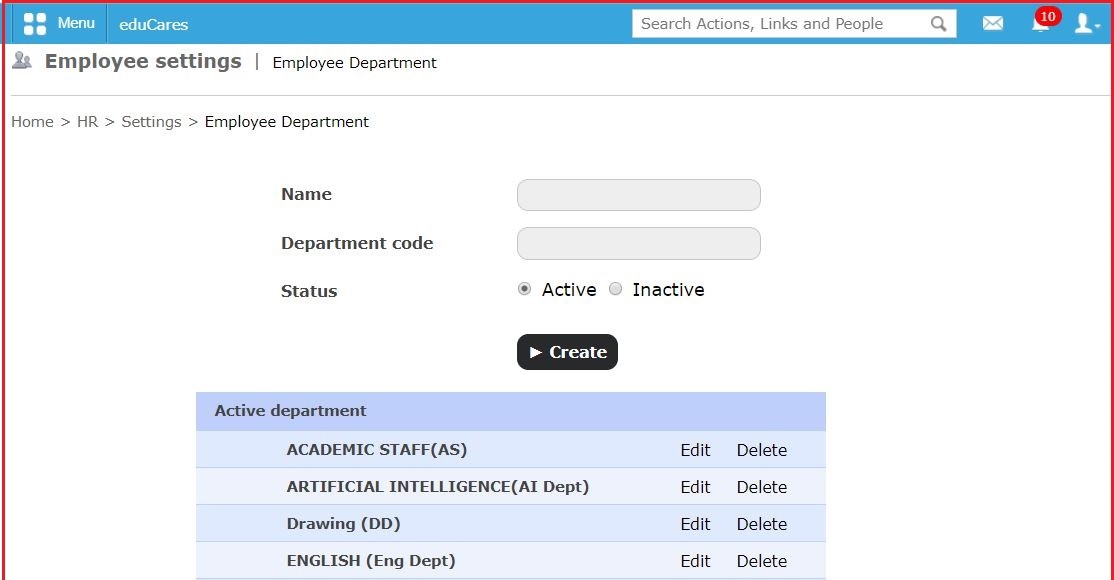 Menu eduCares Search Actions, Links and People 10
Employee settings | Employee Department
Home > HR > Settings > Employee Department
Name
Department code
Status Active Inactive
Create
Active department
ACADEMIC STAFF(AS) Edit Delete
ARTIFICIAL INTELLIGENCE(AI Dept) Edit Delete
Drawing (DD) Edit Delete
ENGLISH (Eng Dept) Edit Delete